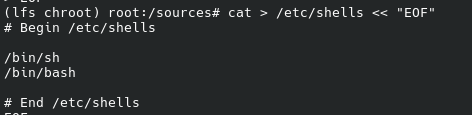 (lfs chroot) root:/sources# cat > /etc/shells << "EOF"
# Begin /etc/shells

/bin/sh
/bin/bash

# End /etc/shells